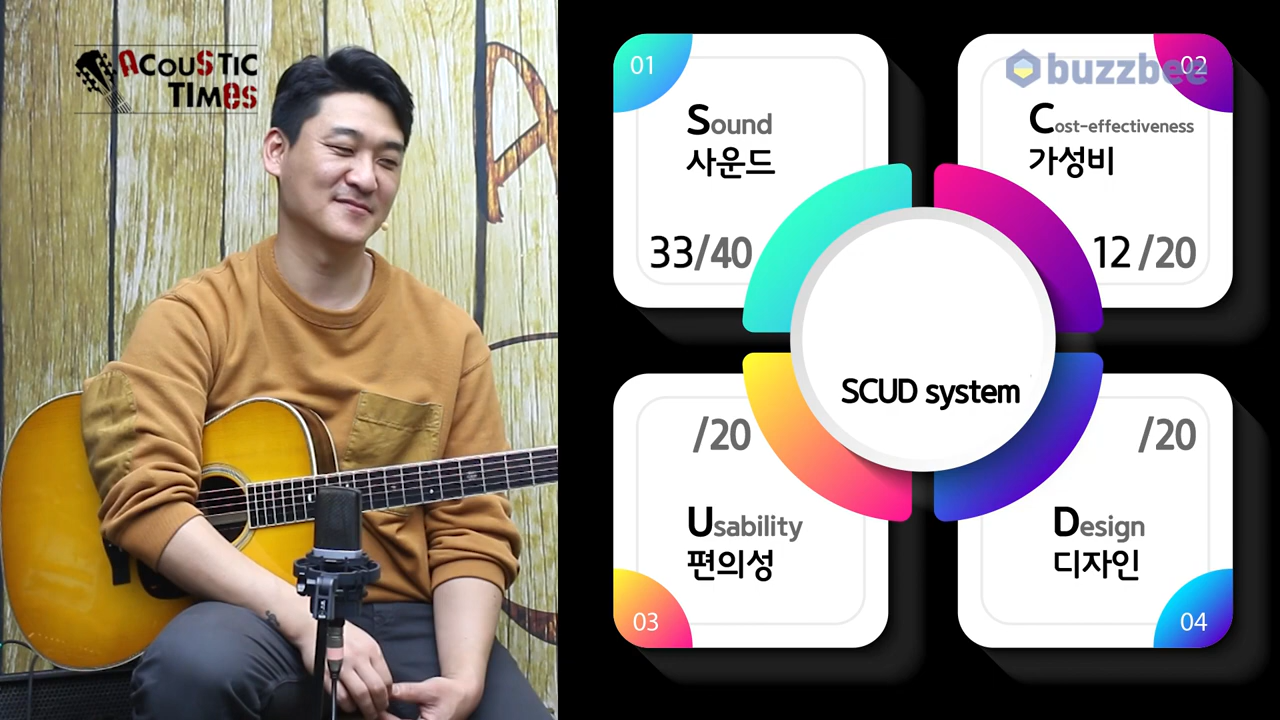 AcouSTic
TIMes
01
Sound
사운드
33/40
buzzbee
02
Cost-effectiveness
가성비
12 /20
SCUD system
/20
Usability
편의성
03
/20
Design
디자인
04